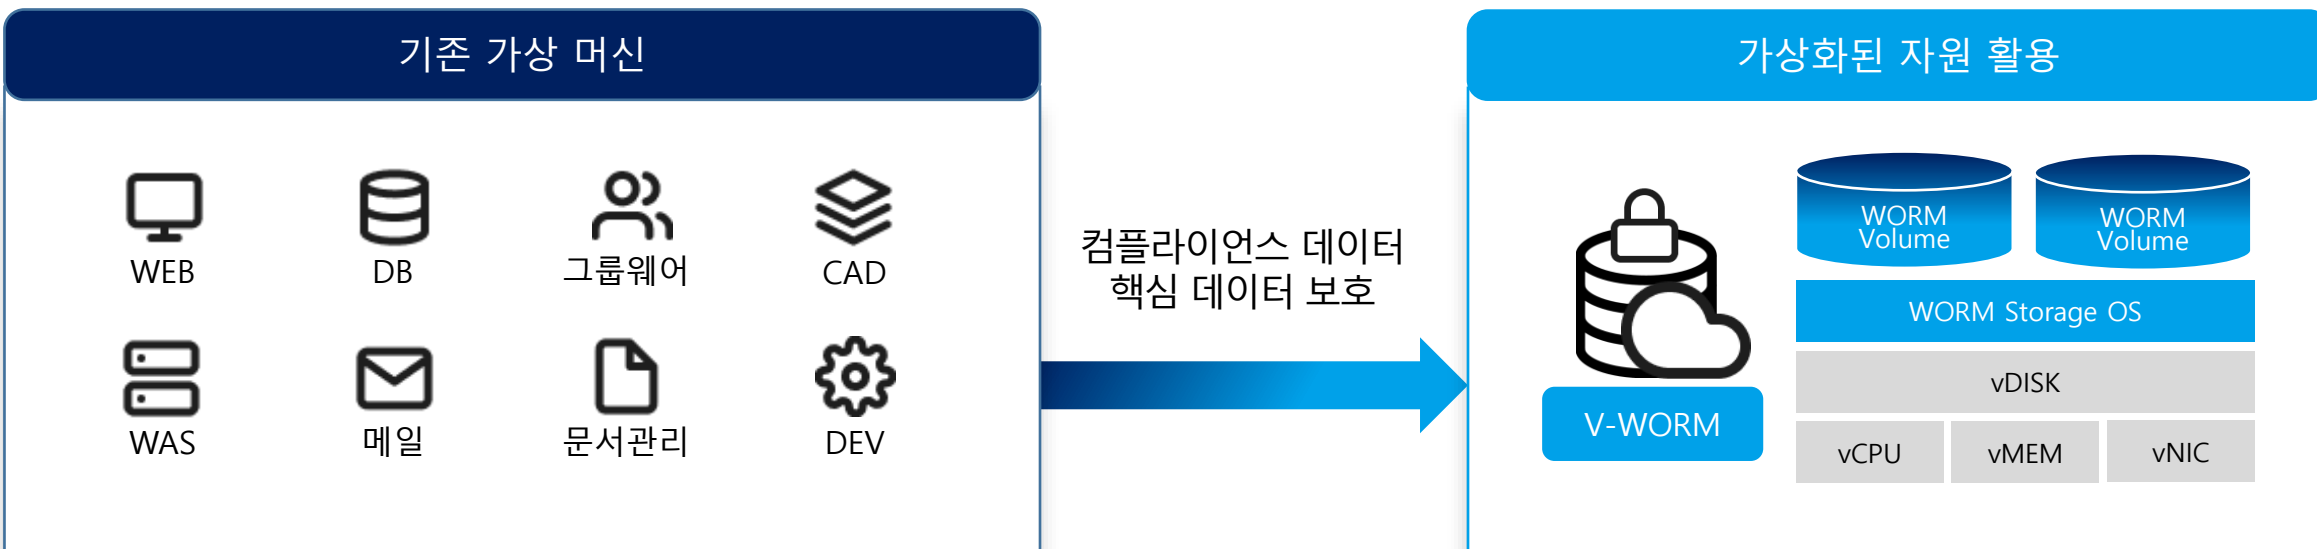 기존 가상 머신
WEB
DB
그룹웨어
CAD
WAS
메일
문서관리
DEV
컴플라이언스 데이터
핵심 데이터 보호
가상화된 자원 활용
V-WORM
WORM
Volume
WORM
Volume
WORM Storage OS
vDISK
vCPU
vMEM
vNIC